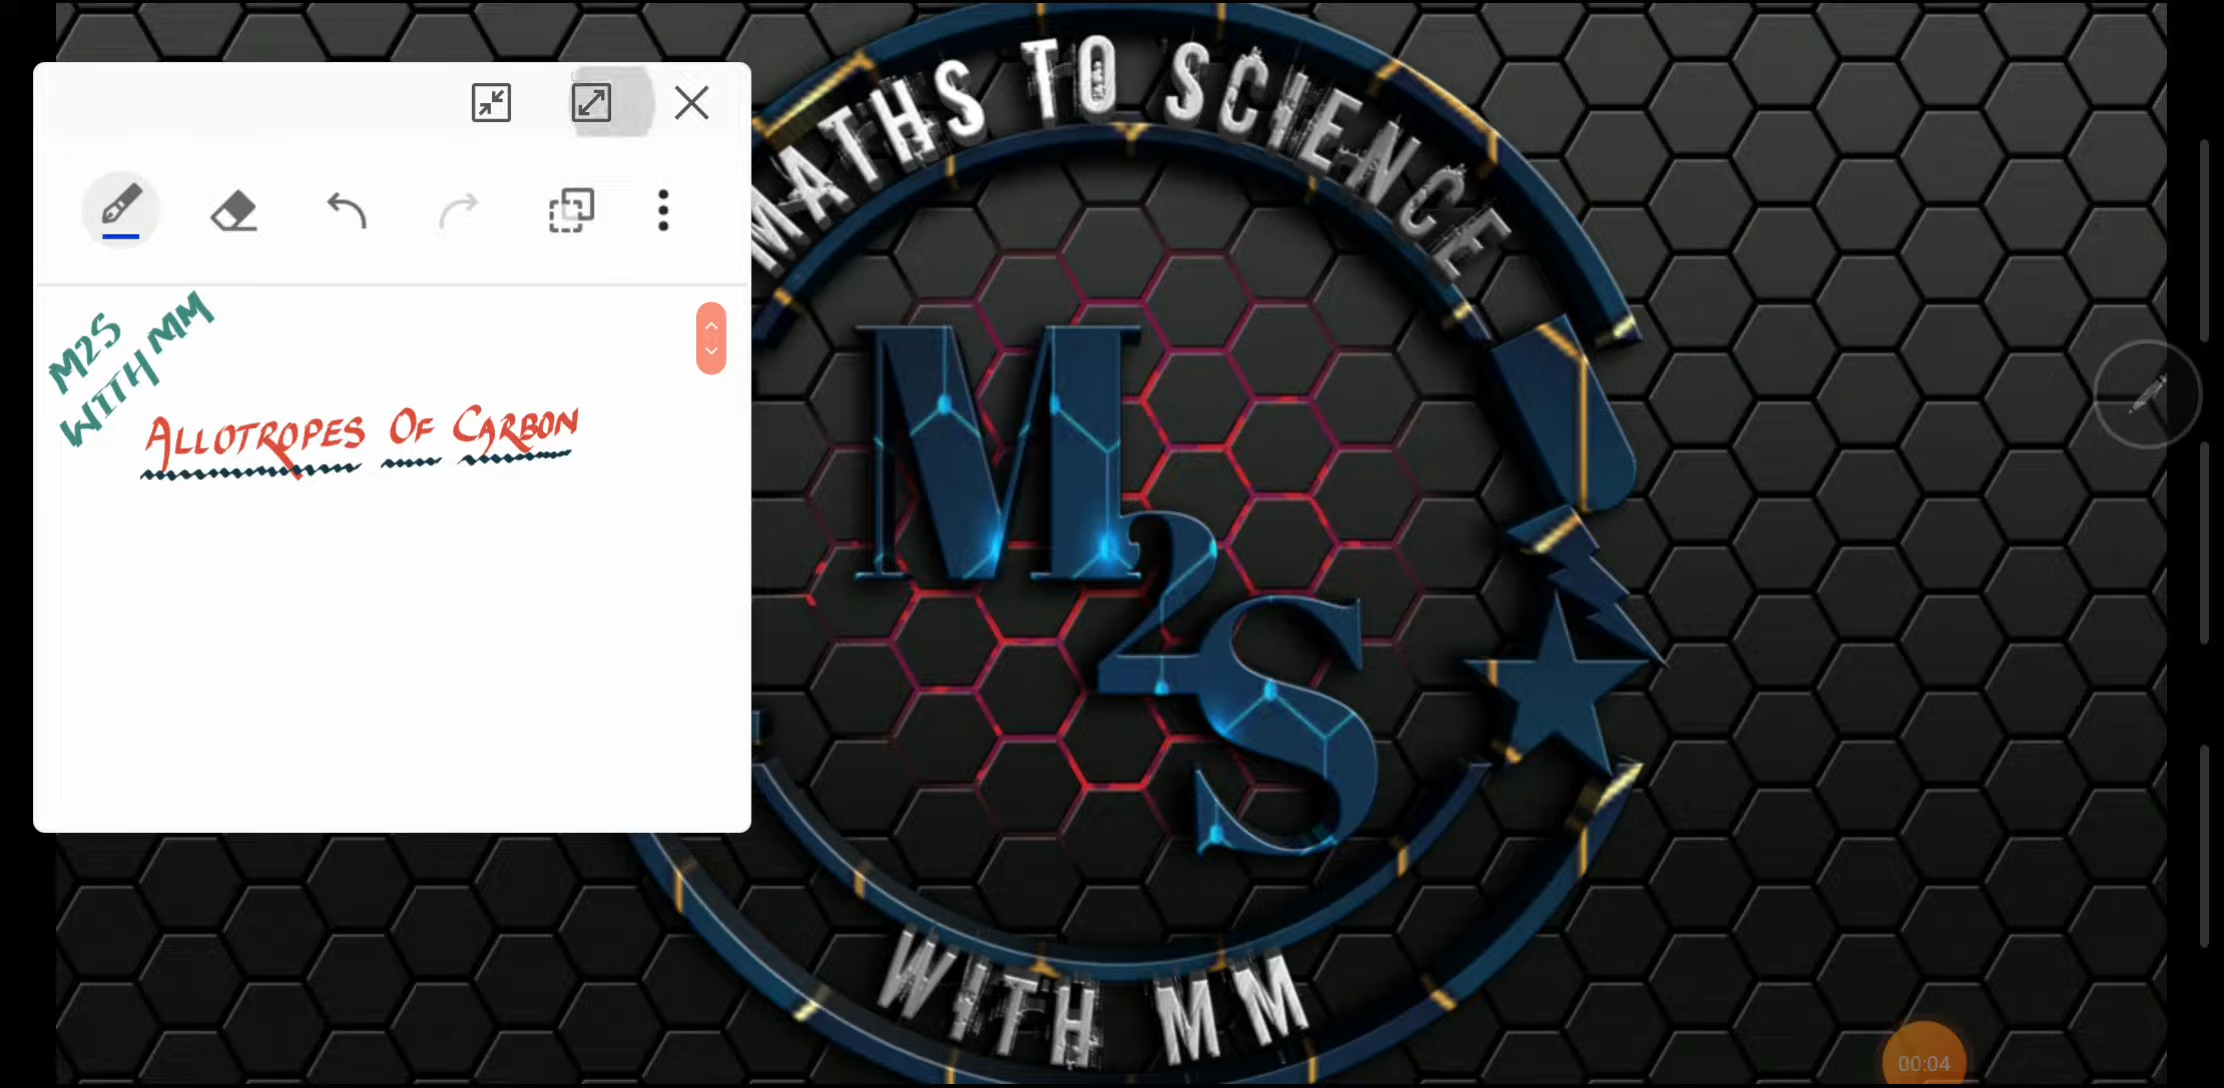 MATHS TO SCIENCE
M2S
WITH MM
ALLOTROPES OF CARBON
M2S
WITH MM
00:04